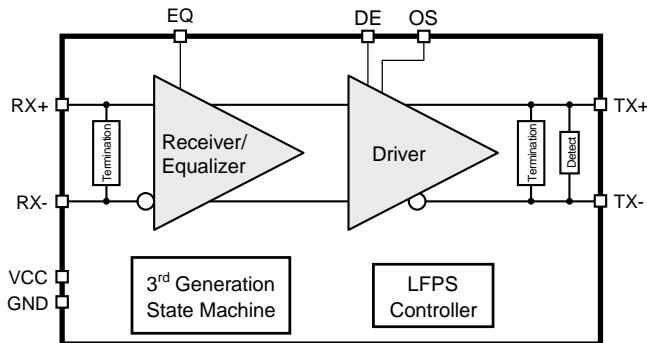 EQ
DE
OS
RX+
TX+
Termination
Receiver/
Equalizer
Driver
Termination
Detect
RX-
TX-
VCC
GND
3rd Generation
State Machine
LFPS
Controller